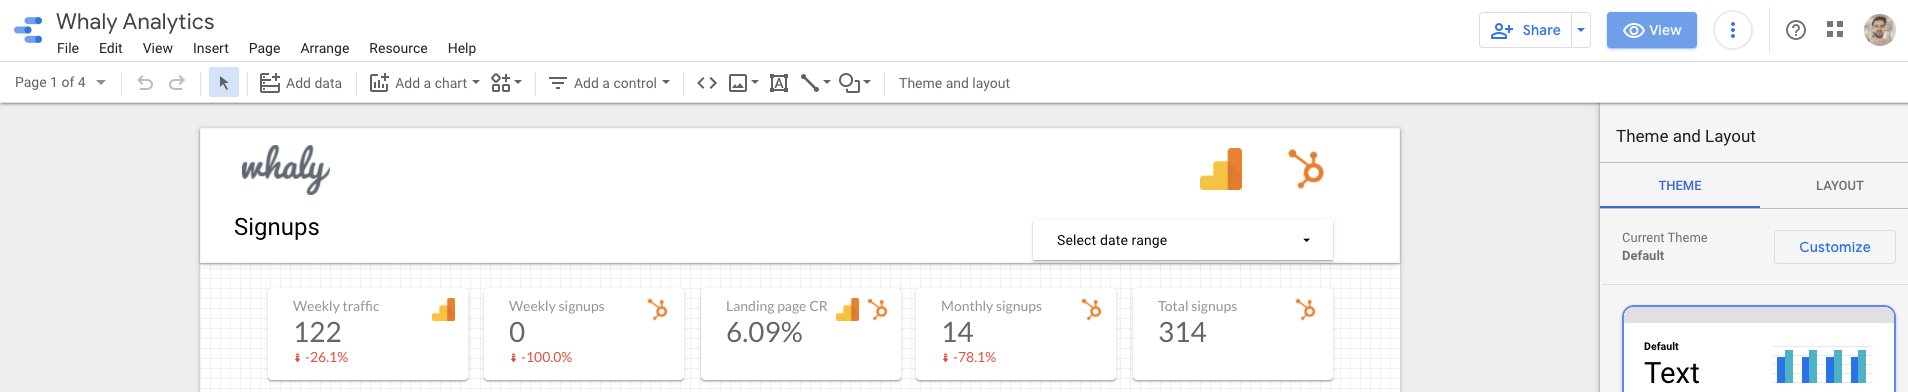 Whaly Analytics
File Edit View Insert Page Arrange Resource Help
Share View
Page 1 of 4 Add data Add a chart Add a control Theme and layout
whaly
Signups
Select date range
Weekly traffic
122
-26.1%
Weekly signups
0
-100.0%
Landing page CR
6.09%
Monthly signups
14
-78.1%
Total signups
314
Theme and Layout
THEME LAYOUT
Current Theme
Default
Customize
Default
Text